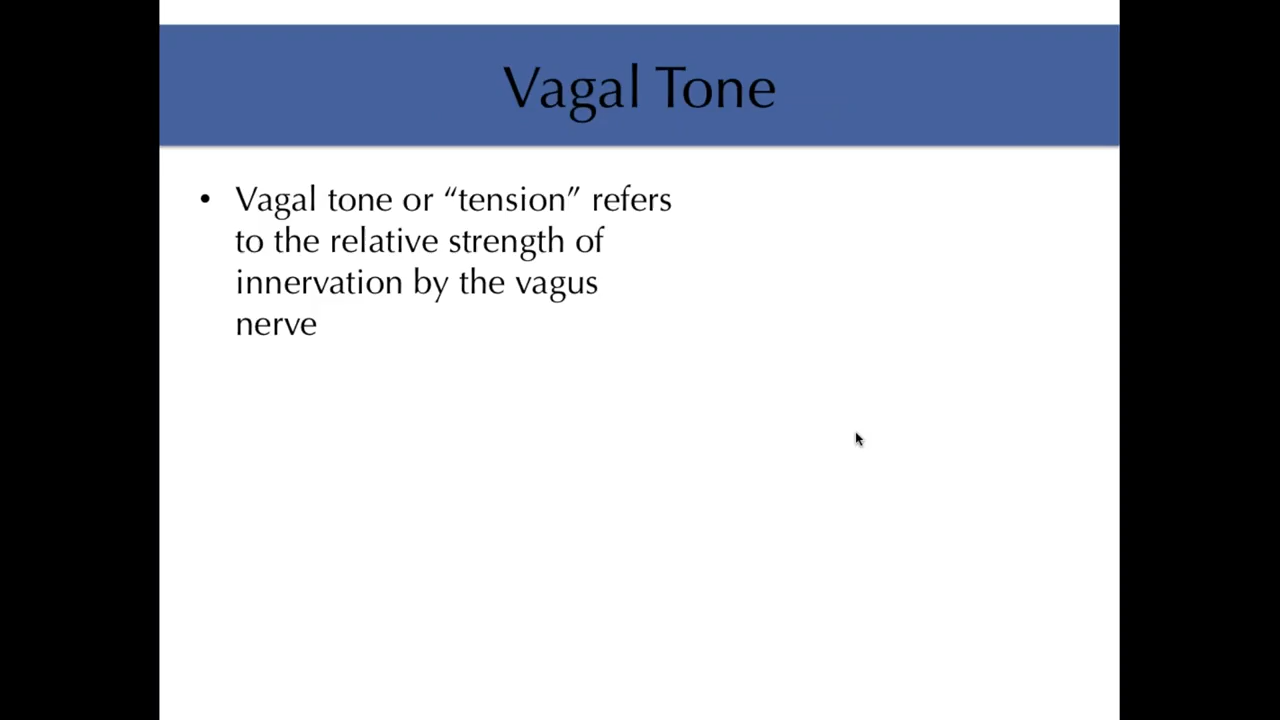 Vagal Tone
• Vagal tone or “tension” refers
to the relative strength of
innervation by the vagus
nerve